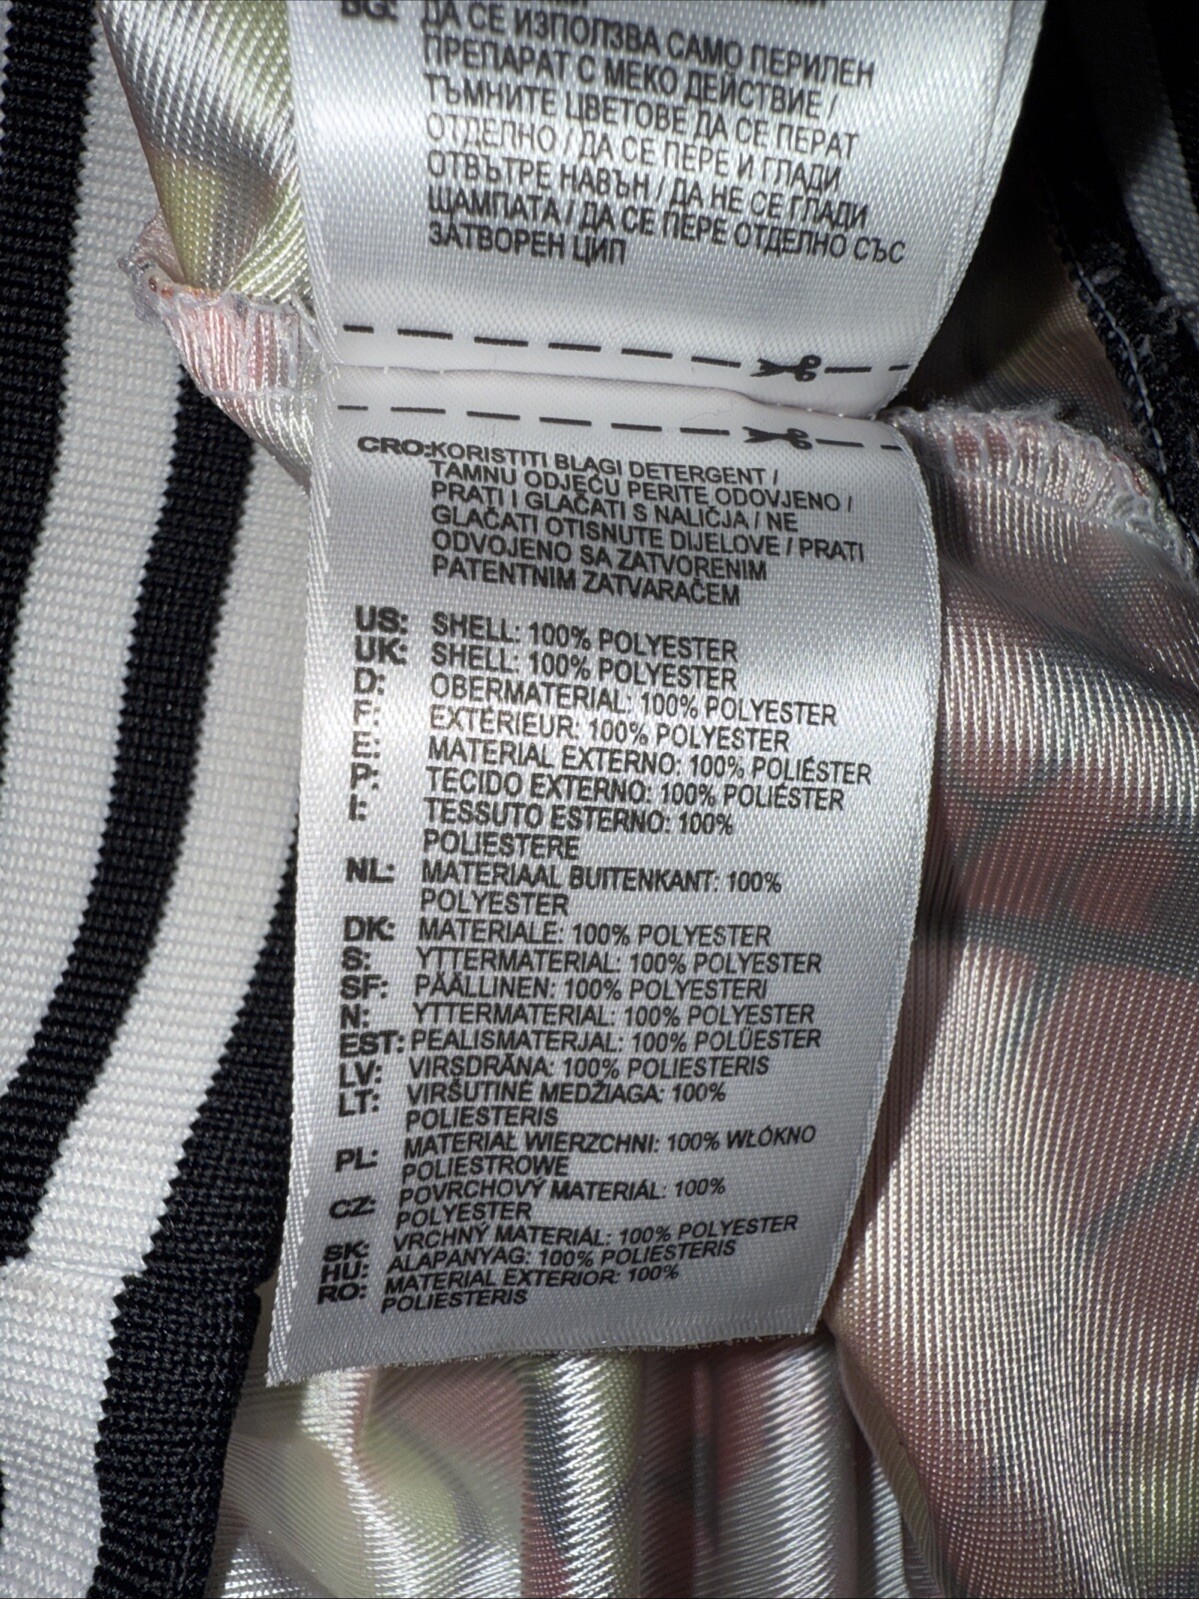 BG: ДА СЕ ИЗПОЛЗВА САМО ПЕРИЛЕН
ПРЕПАРАТ С МЕКО ДЕЙСТВИЕ /
ТЪМНИТЕ ЦВЕТОВЕ ДА СЕ ПЕРАТ
ОТДЕЛНО / ДА СЕ ПЕРЕ И ГЛАДИ
ОТВЪТРЕ НАВЪН / ДА НЕ СЕ ГЛАДИ
ЩАМПАТА / ДА СЕ ПЕРЕ ОТДЕЛНО СЪС
ЗАТВОРЕН ЦИП
CRO: KORISTITI BLAGI DETERGENT /
TAMNU ODJEĆU PERITE ODOVJENO /
PRATI I GLAČATI S NALIČJA / NE
GLAČATI OTISNUTE DIJELOVE / PRATI
ODVOJENO SA ZATVORENIM
PATENTNIM ZATVARAČEM
US: SHELL: 100% POLYESTER
UK: SHELL: 100% POLYESTER
D: OBERMATERIAL: 100% POLYESTER
F: EXTÉRIEUR: 100% POLYESTER
E: MATERIAL EXTERNO: 100% POLIÉSTER
P: TECIDO EXTERNO: 100% POLIÉSTER
I: TESSUTO ESTERNO: 100%
POLIESTERE
NL: MATERIAAL BUITENKANT: 100%
POLYESTER
DK: MATERIALE: 100% POLYESTER
S: YTTERMATERIAL: 100% POLYESTER
SF: PÄÄLLINEN: 100% POLYESTERI
N: YTTERMATERIAL: 100% POLYESTER
EST: PEALISMATERJAL: 100% POLÜESTER
LV: VIRSDRĀNA: 100% POLIESTERIS
LT: VIRŠUTINĖ MEDŽIAGA: 100%
POLIESTERIS
PL: MATERIAŁ WIERZCHNI: 100% WŁÓKNO
POLIESTROWE
CZ: POVRCHOVÝ MATERIÁL: 100%
POLYESTER
SK: VRCHNÝ MATERIÁL: 100% POLYESTER
HU: ALAPANYAG: 100% POLIESTERIS
RO: MATERIAL EXTERIOR: 100%
POLIESTERIS